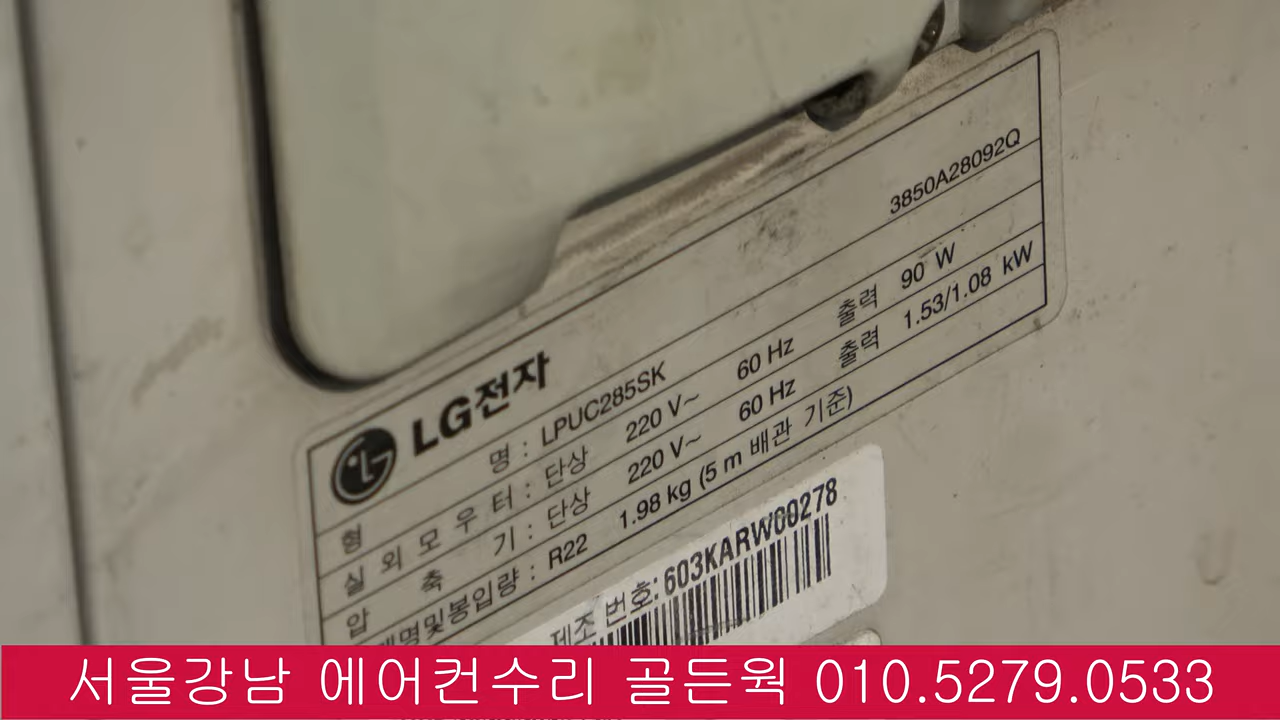 3850A28092Q
LG전자
형 명 : LPUC285SK
실 외 모 우 터 : 단상 220 V~ 60 Hz 출력 90 W
압 축 기 : 단상 220 V~ 60 Hz 출력 1.53/1.08 kW
매명및봉입량 : R22 1.98 kg (5 m 배관 기준)
제조 번호: 603KARW00278
서울강남 에어컨수리 골든웍 010.5279.0533